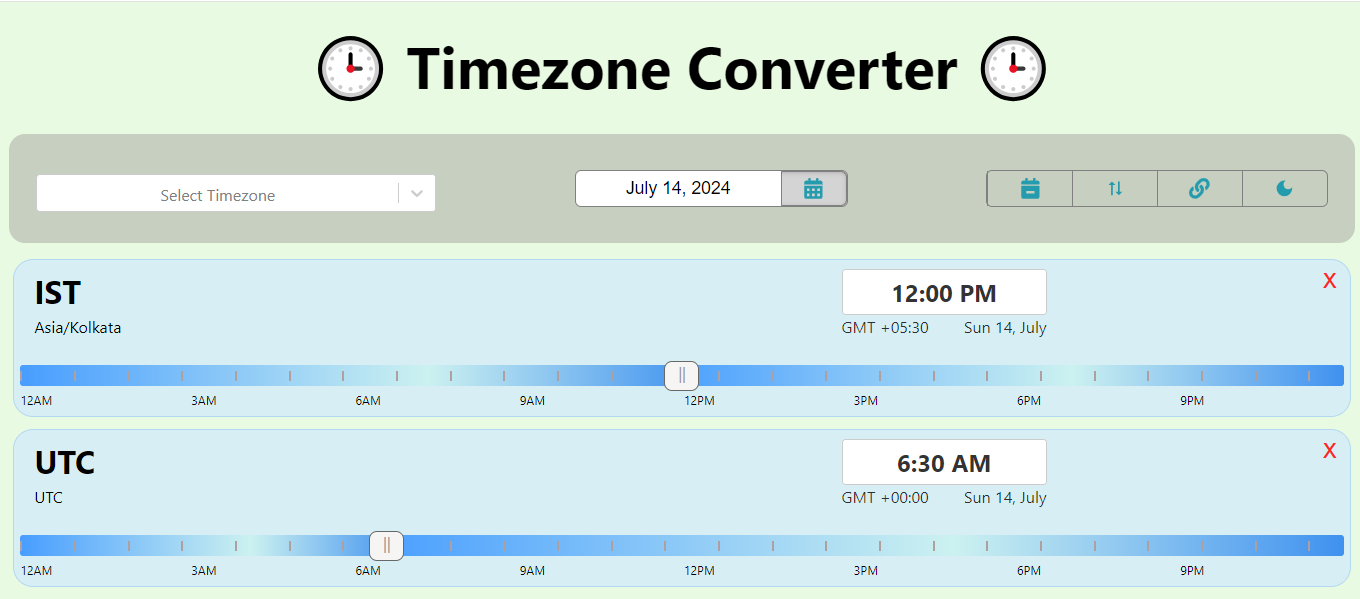 Timezone Converter
Select Timezone
July 14, 2024
IST
12:00 PM
X
Asia/Kolkata
GMT +05:30
Sun 14, July
12AM 3AM 6AM 9AM 12PM 3PM 6PM 9PM
UTC
6:30 AM
X
UTC
GMT +00:00
Sun 14, July
12AM 3AM 6AM 9AM 12PM 3PM 6PM 9PM